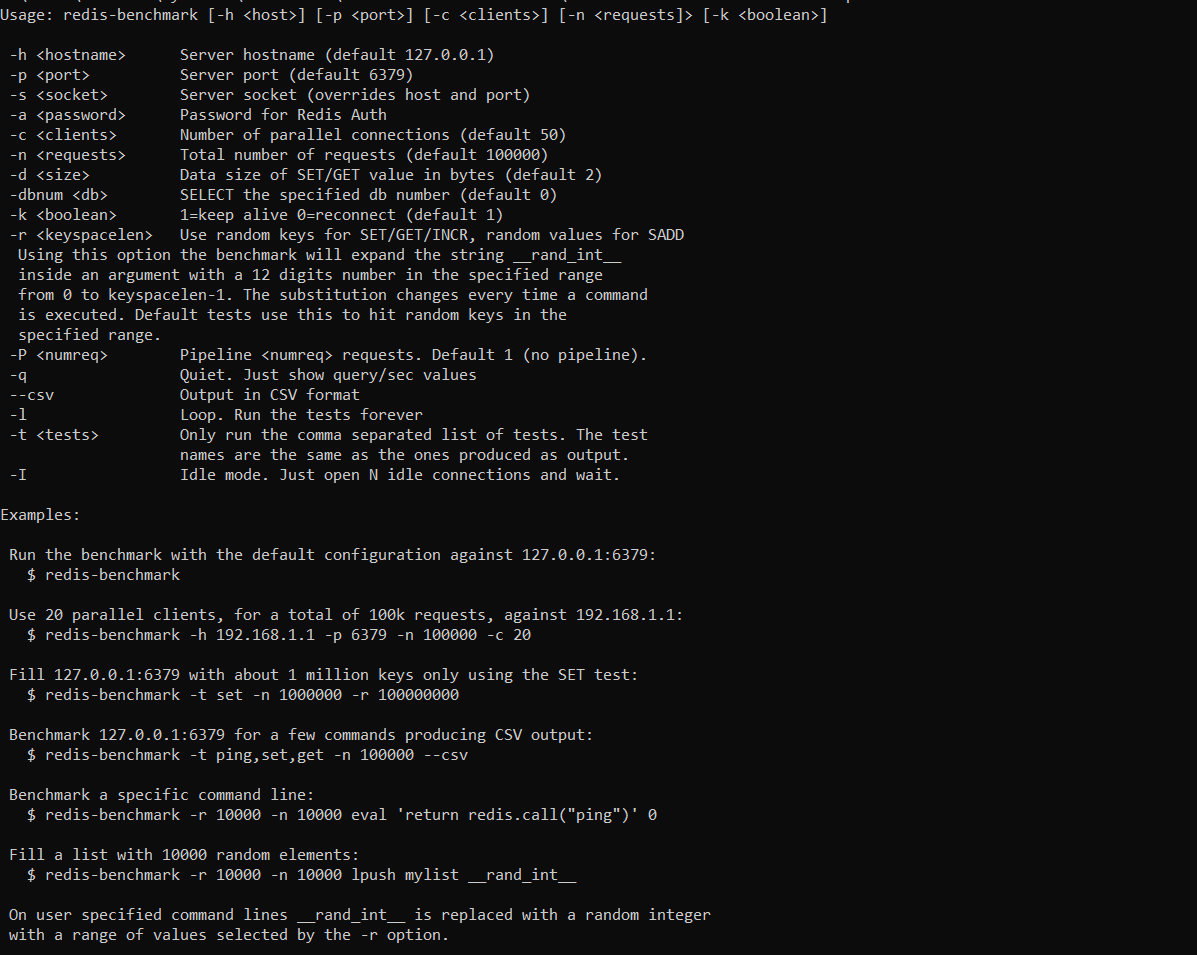 Usage: redis-benchmark [-h <host>] [-p <port>] [-c <clients>] [-n <requests]> [-k <boolean>]

-h <hostname>      Server hostname (default 127.0.0.1)
-p <port>          Server port (default 6379)
-s <socket>        Server socket (overrides host and port)
-a <password>      Password for Redis Auth
-c <clients>       Number of parallel connections (default 50)
-n <requests>      Total number of requests (default 100000)
-d <size>          Data size of SET/GET value in bytes (default 2)
-dbnum <db>        SELECT the specified db number (default 0)
-k <boolean>       1=keep alive 0=reconnect (default 1)
-r <keyspacelen>   Use random keys for SET/GET/INCR, random values for SADD
 Using this option the benchmark will expand the string __rand_int__
 inside an argument with a 12 digits number in the specified range
 from 0 to keyspacelen-1. The substitution changes every time a command
 is executed. Default tests use this to hit random keys in the
 specified range.
-P <numreq>        Pipeline <numreq> requests. Default 1 (no pipeline).
-q                 Quiet. Just show query/sec values
--csv              Output in CSV format
-l                 Loop. Run the tests forever
-t <tests>         Only run the comma separated list of tests. The test
                   names are the same as the ones produced as output.
-I                 Idle mode. Just open N idle connections and wait.

Examples:

 Run the benchmark with the default configuration against 127.0.0.1:6379:
   $ redis-benchmark

 Use 20 parallel clients, for a total of 100k requests, against 192.168.1.1:
   $ redis-benchmark -h 192.168.1.1 -p 6379 -n 100000 -c 20

 Fill 127.0.0.1:6379 with about 1 million keys only using the SET test:
   $ redis-benchmark -t set -n 1000000 -r 100000000

 Benchmark 127.0.0.1:6379 for a few commands producing CSV output:
   $ redis-benchmark -t ping,set,get -n 100000 --csv

 Benchmark a specific command line:
   $ redis-benchmark -r 10000 -n 10000 eval 'return redis.call("ping")' 0

 Fill a list with 10000 random elements:
   $ redis-benchmark -r 10000 -n 10000 lpush mylist __rand_int__

 On user specified command lines __rand_int__ is replaced with a random integer
 with a range of values selected by the -r option.